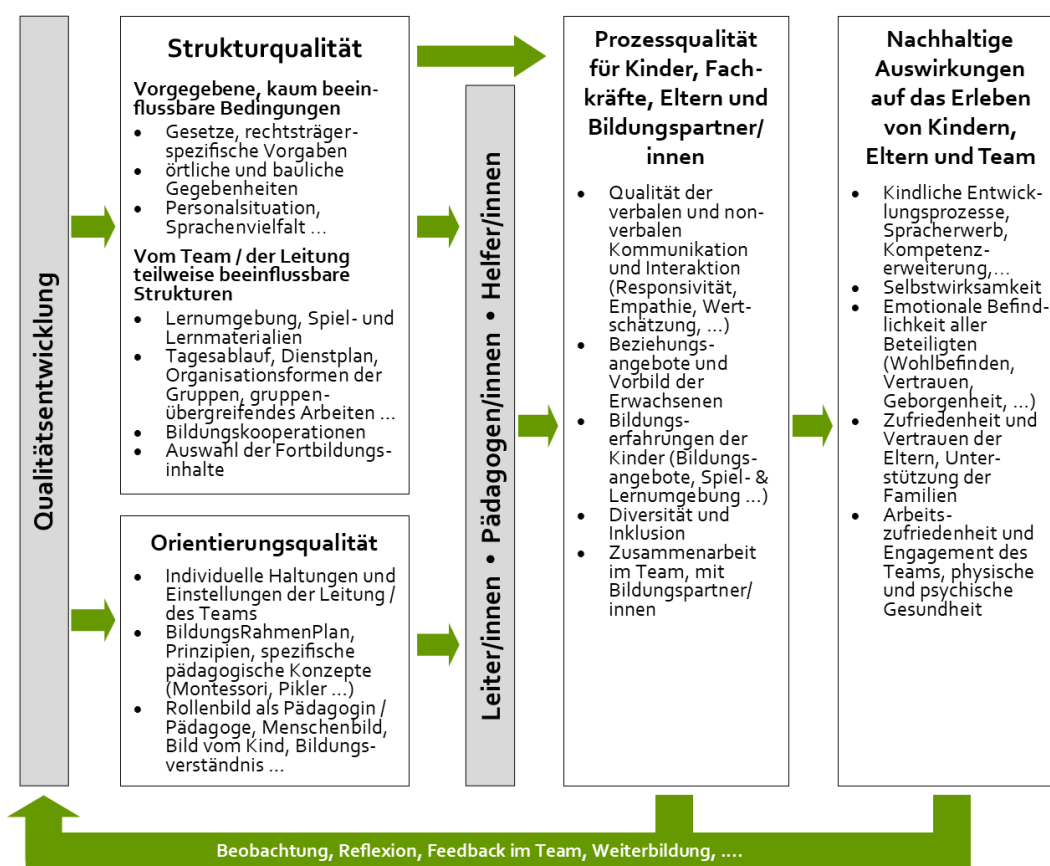 Qualitätsentwicklung
Strukturqualität
Vorgegebene, kaum beein-
flussbare Bedingungen
• Gesetze, rechtsträger-
spezifische Vorgaben
• örtliche und bauliche
Gegebenheiten
• Personalsituation,
Sprachenvielfalt ...
Vom Team / der Leitung
teilweise beeinflussbare
Strukturen
• Lernumgebung, Spiel- und
Lernmaterialien
• Tagesablauf, Dienstplan,
Organisationsformen der
Gruppen, gruppen-
übergreifendes Arbeiten ...
• Bildungskooperationen
• Auswahl der Fortbildungs-
inhalte
Orientierungsqualität
• Individuelle Haltungen und
Einstellungen der Leitung /
des Teams
• BildungsRahmenPlan,
Prinzipien, spezifische
pädagogische Konzepte
(Montessori, Pikler ...)
• Rollenbild als Pädagogin /
Pädagoge, Menschenbild,
Bild vom Kind, Bildungs-
verständnis ...
Leiter/innen • Pädagogen/innen • Helfer/innen
Prozessqualität
für Kinder, Fach-
kräfte, Eltern und
Bildungspartner/
innen
• Qualität der
verbalen und non-
verbalen
Kommunikation
und Interaktion
(Responsivität,
Empathie, Wert-
schätzung, ...)
• Beziehungs-
angebote und
Vorbild der
Erwachsenen
• Bildungs-
erfahrungen der
Kinder (Bildungs-
angebote, Spiel- &
Lernumgebung ...)
• Diversität und
Inklusion
• Zusammenarbeit
im Team, mit
Bildungspartner/
innen
Nachhaltige
Auswirkungen
auf das Erleben
von Kindern,
Eltern und Team
• Kindliche Entwick-
lungsprozesse,
Spracherwerb,
Kompetenz-
erweiterung,...
• Selbstwirksamkeit
• Emotionale Befind-
lichkeit aller
Beteiligten
(Wohlbefinden,
Vertrauen,
Geborgenheit, ...)
• Zufriedenheit und
Vertrauen der
Eltern, Unter-
stützung der
Familien
• Arbeits-
zufriedenheit und
Engagement des
Teams, physische
und psychische
Gesundheit
Beobachtung, Reflexion, Feedback im Team, Weiterbildung, ....